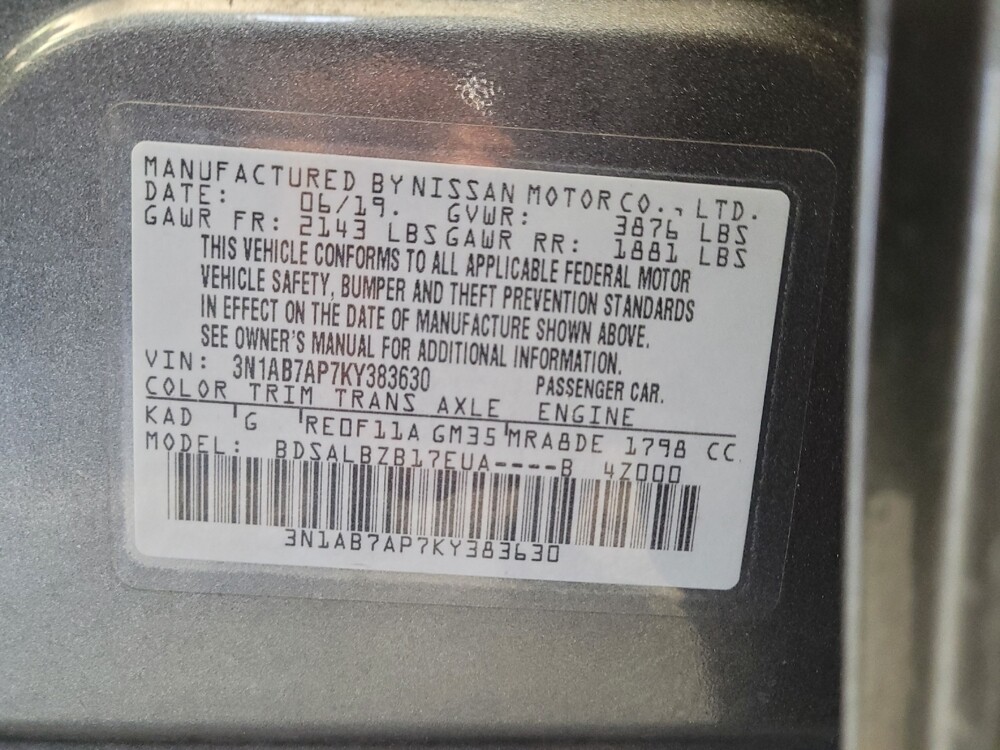 MANUFACTURED BY NISSAN MOTOR CO., LTD.
DATE: 06/19. GVWR: 3876 LBS
GAWR FR: 2143 LBS GAWR RR: 1881 LBS
THIS VEHICLE CONFORMS TO ALL APPLICABLE FEDERAL MOTOR
VEHICLE SAFETY, BUMPER AND THEFT PREVENTION STANDARDS
IN EFFECT ON THE DATE OF MANUFACTURE SHOWN ABOVE.
SEE OWNER'S MANUAL FOR ADDITIONAL INFORMATION.
VIN: 3N1AB7AP7KY383630 PASSENGER CAR.
COLOR TRIM TRANS AXLE ENGINE
KAD G RE0F11A GM35 MRA8DE 1798 CC
MODEL: BDSALBZB17EUA----B 4Z000
3N1AB7AP7KY383630